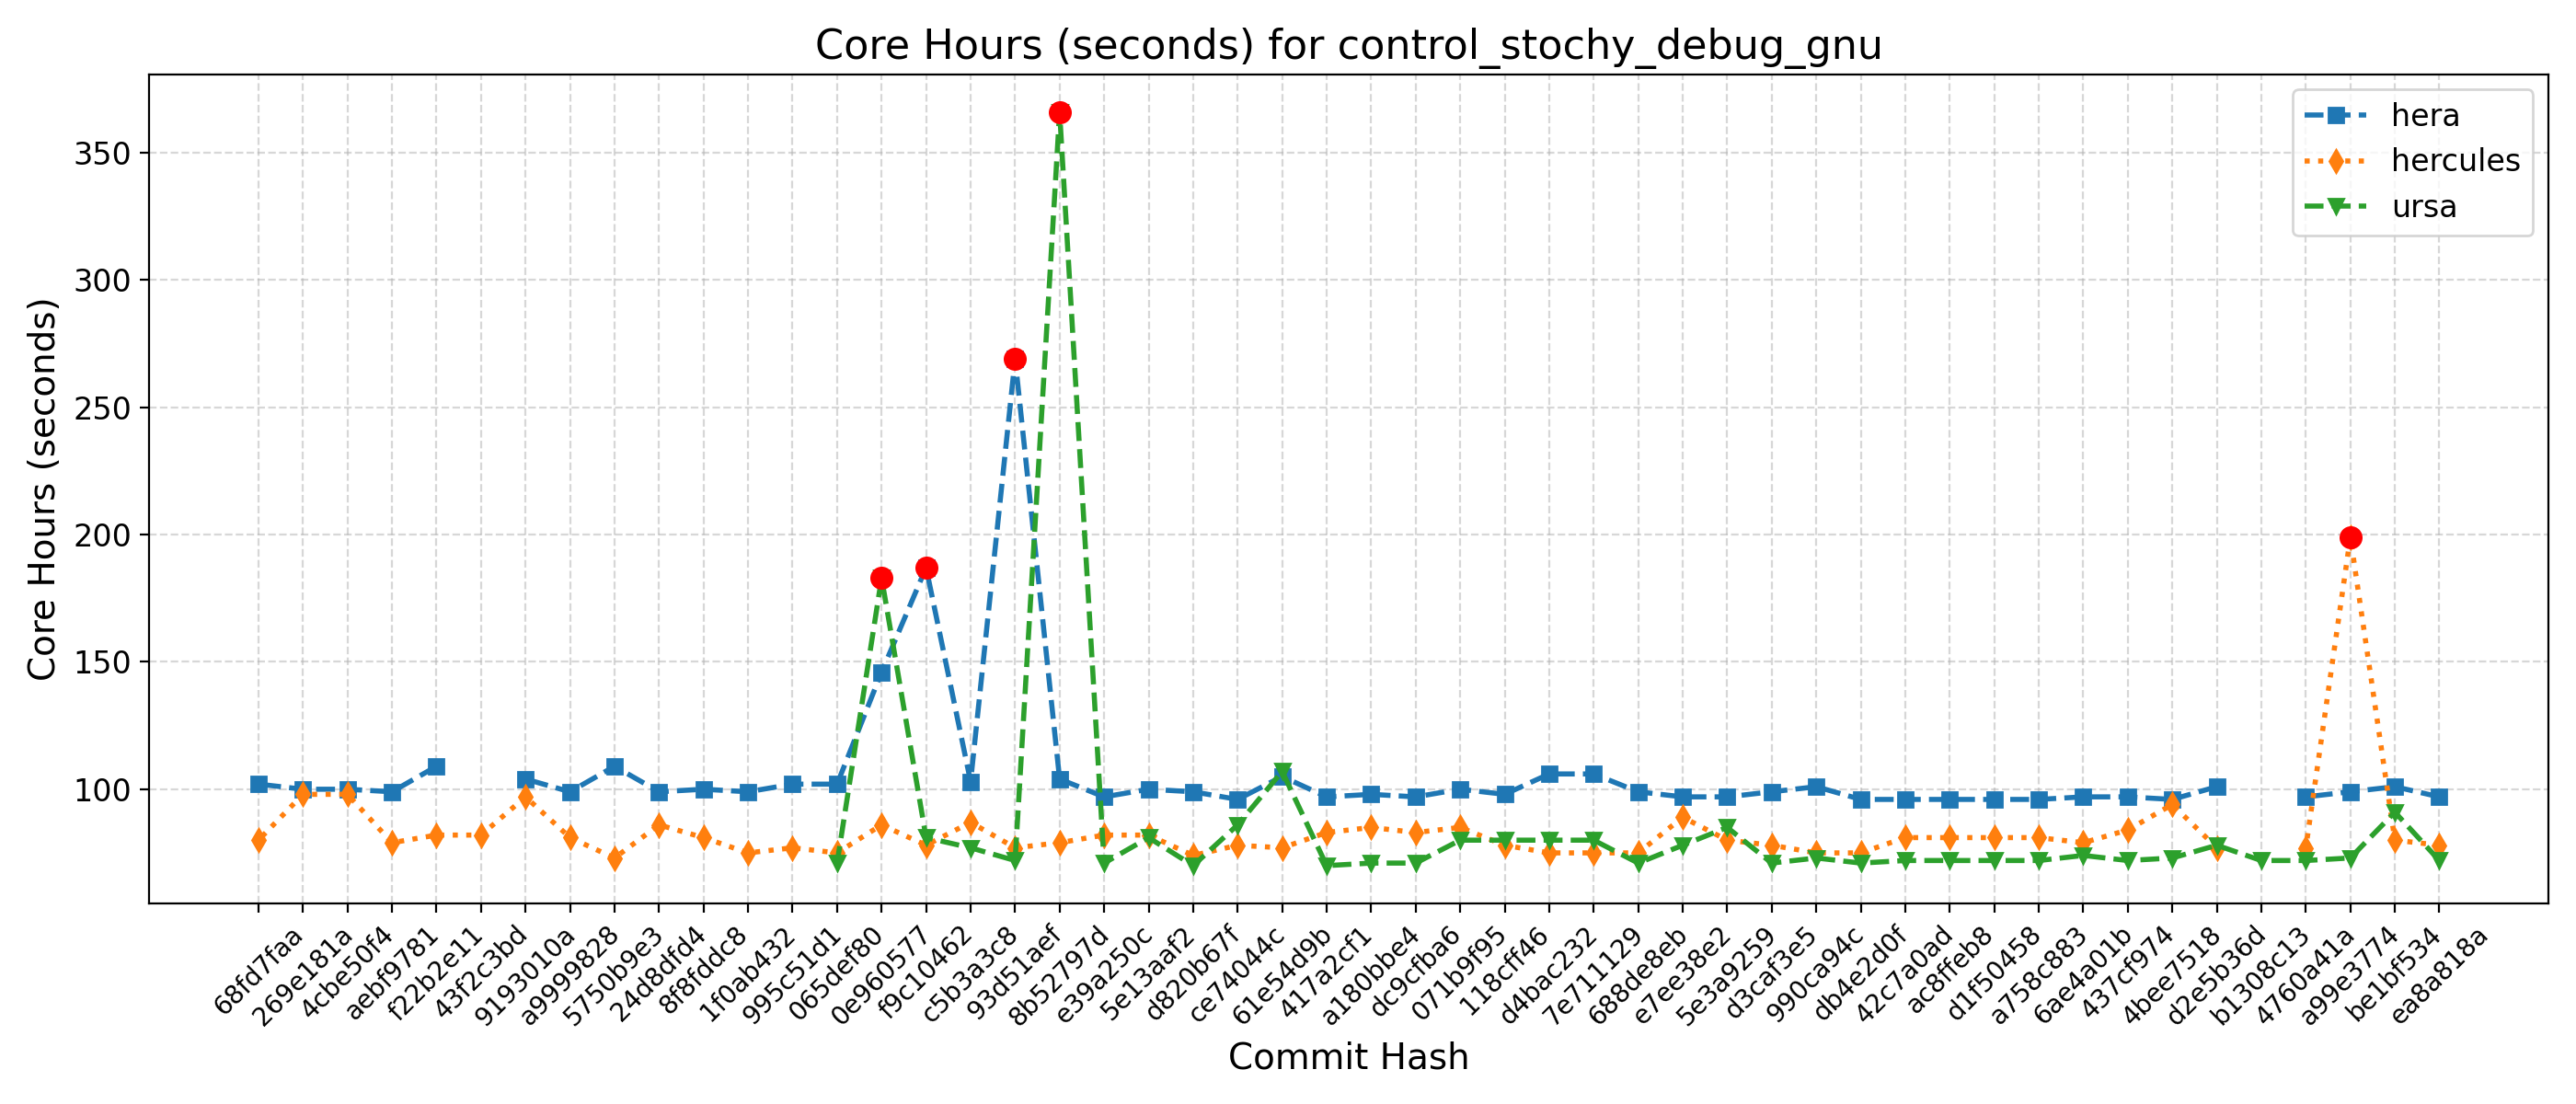 Core Hours (seconds) for control_stochy_debug_gnu
hera
hercules
ursa
Core Hours (seconds)
350
300
250
200
150
100
68fd7faa
269e181a
4cbe50f4
aebf9781
f22b2e11
43f2c3bd
9193010a
a9999828
5750b9e3
24d8dfd4
8f8fddc8
1f0ab432
995c51d1
065def80
0e960577
f9c10462
c5b3a3c8
93d51aef
8b52797d
e39a250c
5e13aaf2
d820b67f
ce74044c
61e54d9b
417a2cf1
a180bbe4
dc9cfba6
071b9f95
118cff46
d4bac232
7e711129
688de8eb
e7ee38e2
5e3a9259
d3caf3e5
990ca94c
db4e2d0f
42c7a0ad
ac8ffeb8
d1f50458
a758c883
6ae4a01b
437cf974
4bee7518
d2e5b36d
b1308c13
4760a41a
a99e3774
be1bf534
ea8a818a
Commit Hash